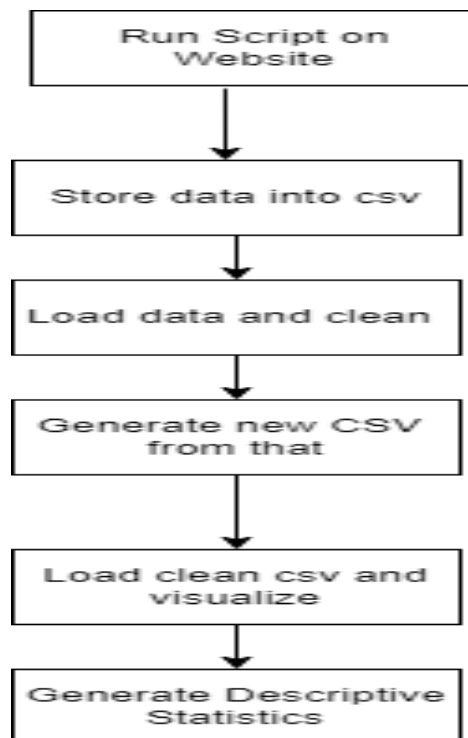 Run Script on
Website
Store data into csv
Load data and clean
Generate new CSV
from that
Load clean csv and
visualize
Generate Descriptive
Statistics